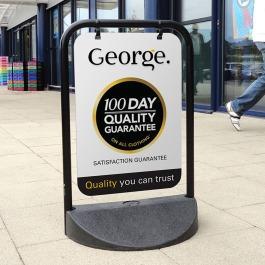 George.
100 DAY
QUALITY
GUARANTEE
ON ALL CLOTHING*
SATISFACTION GUARANTEE
Quality you can trust